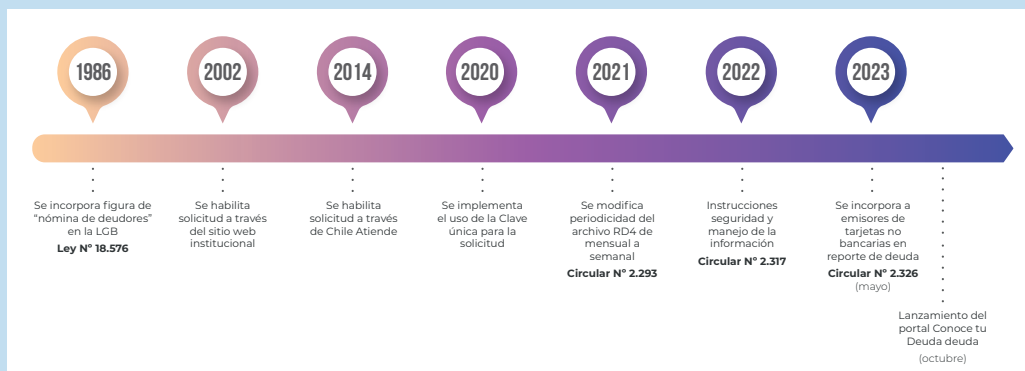 1986
2002
2014
2020
2021
2022
2023
Se incorpora figura de
“nómina de deudores”
en la LGB
Ley Nº 18.576
Se habilita
solicitud a través
del sitio web
institucional
Se habilita
solicitud a través
de Chile Atiende
Se implementa
el uso de la Clave
única para la
solicitud
Se modifica
periodicidad del
archivo RD4 de
mensual a
semanal
Circular Nº 2.293
Instrucciones
seguridad y
manejo de la
información
Circular Nº 2.317
Se incorpora a
emisores de
tarjetas no
bancarias en
reporte de deuda
Circular Nº 2.326
(mayo)
Lanzamiento del
portal Conoce tu
Deuda deuda
(octubre)